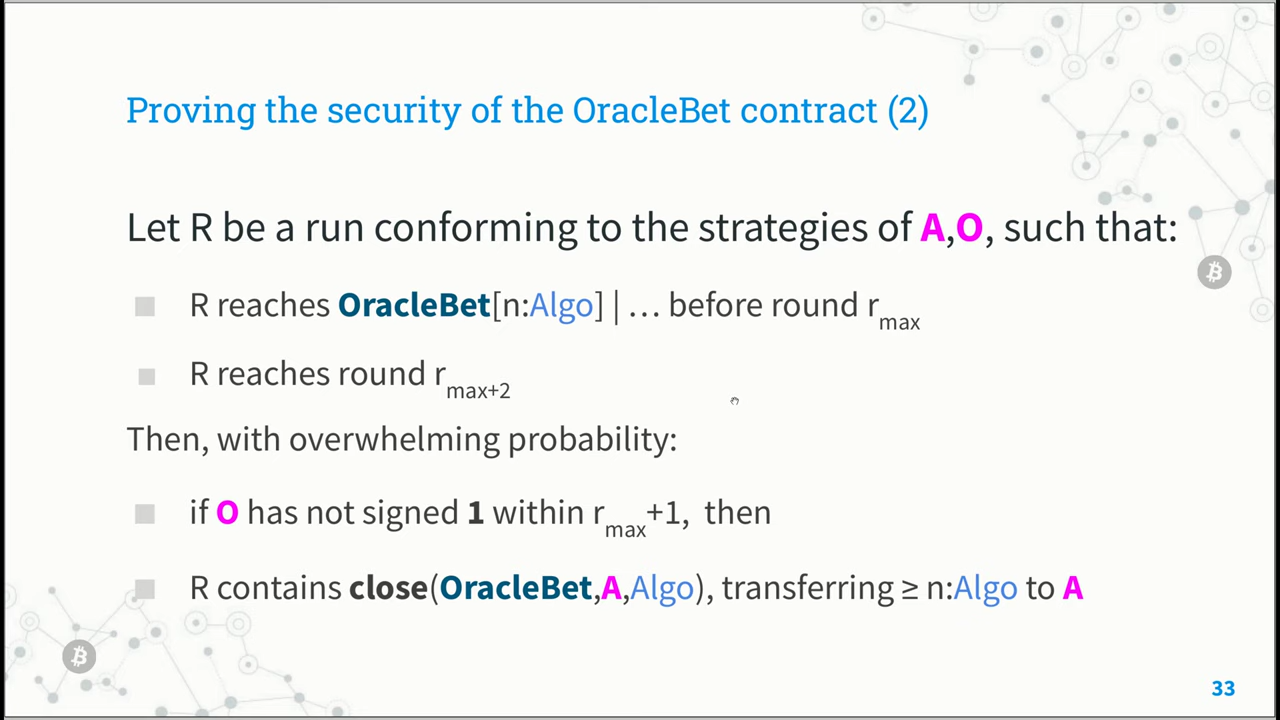 Proving the security of the OracleBet contract (2)
Let R be a run conforming to the strategies of A,O, such that:
R reaches OracleBet[n:Algo] | … before round rmax
R reaches round rmax+2
Then, with overwhelming probability:
if O has not signed 1 within rmax+1, then
R contains close(OracleBet,A,Algo), transferring ≥ n:Algo to A
33